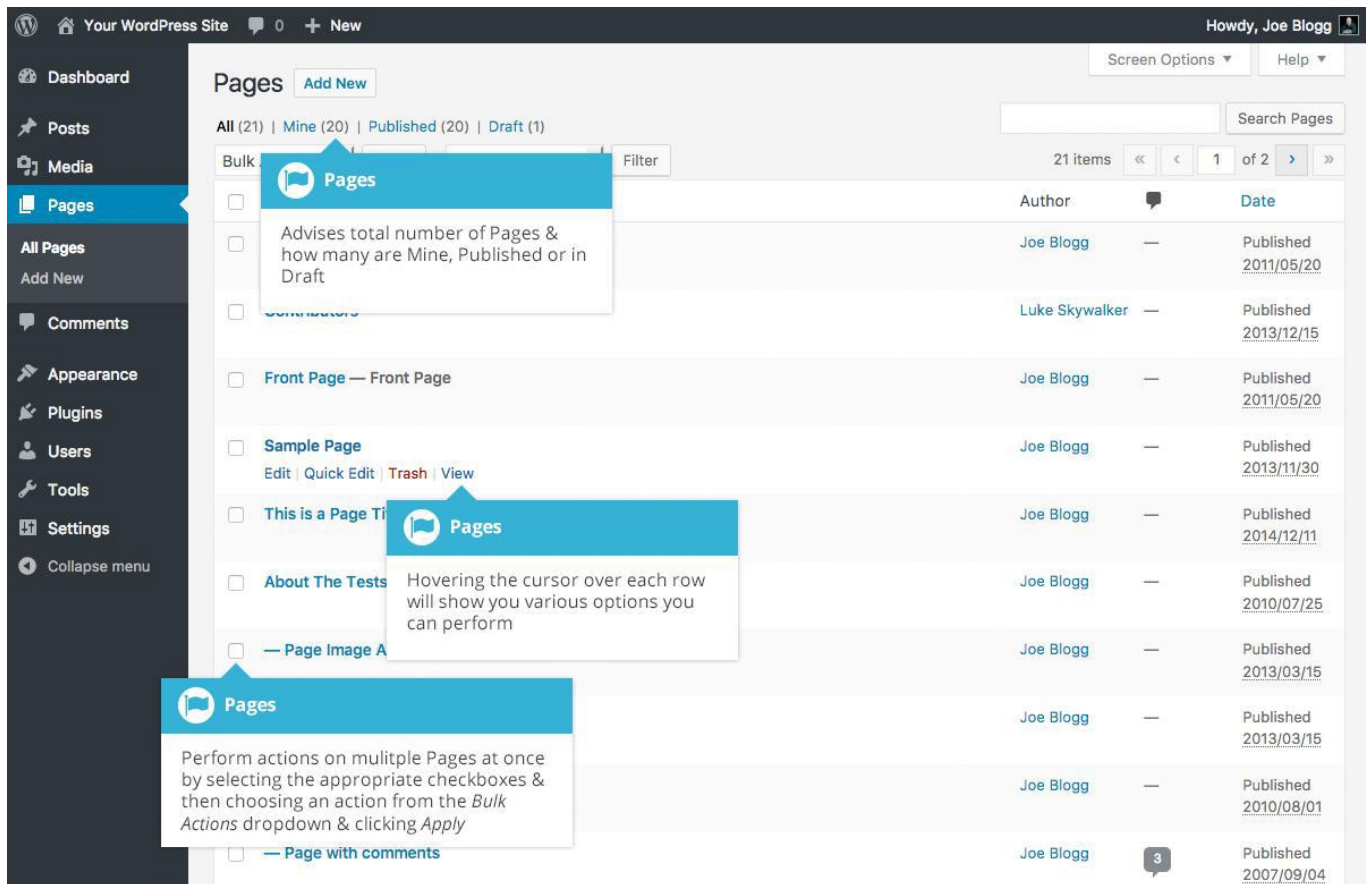 Your WordPress Site 0 + New Howdy, Joe Blogg
Dashboard
Posts
Media
Pages
All Pages
Add New
Comments
Appearance
Plugins
Users
Tools
Settings
Collapse menu
Screen Options ▼ Help ▼
Pages Add New
All (21) | Mine (20) | Published (20) | Draft (1)
Search Pages
Bulk
Filter
21 items « ‹ 1 of 2 › »
Pages
Advises total number of Pages &
how many are Mine, Published or in
Draft
Author Date
Joe Blogg — Published
2011/05/20
Contributors Luke Skywalker — Published
2013/12/15
Front Page — Front Page Joe Blogg — Published
2011/05/20
Sample Page Joe Blogg — Published
Edit | Quick Edit | Trash | View 2013/11/30
This is a Page Joe Blogg — Published
2014/12/11
Pages
Hovering the cursor over each row
will show you various options you
can perform
About The Tests Joe Blogg — Published
2010/07/25
— Page Image Joe Blogg — Published
2013/03/15
Pages
Perform actions on mulitple Pages at once
by selecting the appropriate checkboxes &
then choosing an action from the Bulk
Actions dropdown & clicking Apply
Joe Blogg — Published
2013/03/15
Joe Blogg — Published
2010/08/01
— Page with comments Joe Blogg 3 Published
2007/09/04